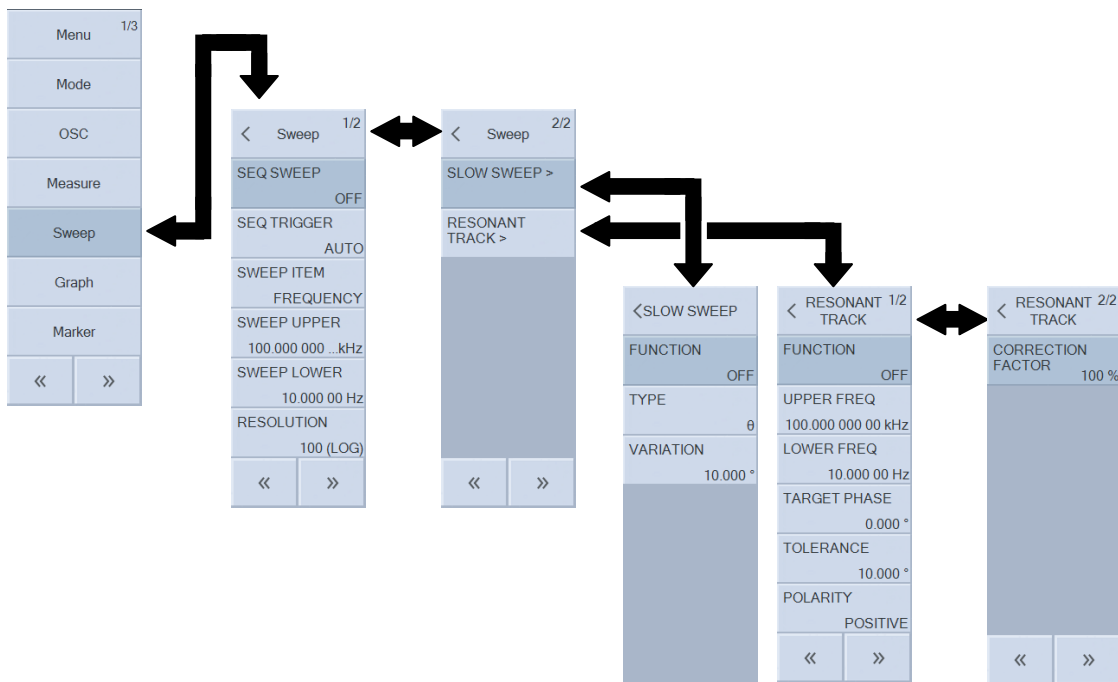 Menu 1/3
Mode
OSC
Measure
Sweep
Graph
Marker
« »
< Sweep 1/2
SEQ SWEEP
OFF
SEQ TRIGGER
AUTO
SWEEP ITEM
FREQUENCY
SWEEP UPPER
100.000 000 ...kHz
SWEEP LOWER
10.000 00 Hz
RESOLUTION
100 (LOG)
« »
< Sweep 2/2
SLOW SWEEP >
RESONANT
TRACK >
« »
<SLOW SWEEP
FUNCTION
OFF
TYPE
θ
VARIATION
10.000 °
< RESONANT 1/2
TRACK
FUNCTION
OFF
UPPER FREQ
100.000 000 00 kHz
LOWER FREQ
10.000 00 Hz
TARGET PHASE
0.000 °
TOLERANCE
10.000 °
POLARITY
POSITIVE
« »
< RESONANT 2/2
TRACK
CORRECTION
FACTOR 100 %
« »